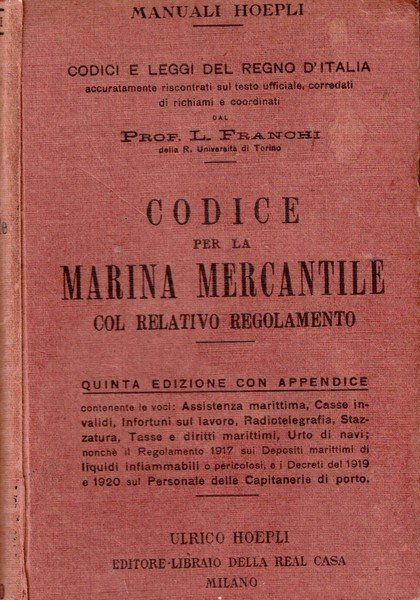 MANUALI HOEPLI
CODICI E LEGGI DEL REGNO D'ITALIA
accuratamente riscontrati sul testo ufficiale, corredati
di richiami e coordinati
DAL
PROF. L. FRANCHI
della R. Università di Torino
CODICE
PER LA
MARINA MERCANTILE
COL RELATIVO REGOLAMENTO
QUINTA EDIZIONE CON APPENDICE
contenente le voci: Assistenza marittima, Casse in-
validi, Infortuni sul lavoro, Radiotelegrafia, Staz-
zatura, Tasse e diritti marittimi, Urto di navi;
nonchè il Regolamento 1917 sui Depositi marittimi di
liquidi infiammabili o pericolosi, e i Decreti del 1919
e 1920 sul Personale delle Capitanerie di porto.
ULRICO HOEPLI
EDITORE-LIBRAIO DELLA REAL CASA
MILANO